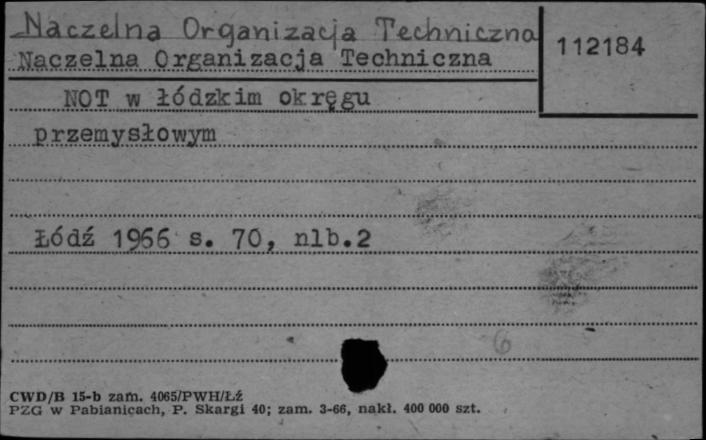 Naczelna Organizacja Techniczna
112184
Naczelna Organizacja Techniczna
NOT w łódzkim okręgu
przemysłowym
Łódź 1966 s. 70, nlb.2
6
CWD/B 15-b zam. 4065/PWH/Łź
PZG w Pabianicach, P. Skargi 40; zam. 3-66, nakł. 400 000 szt.